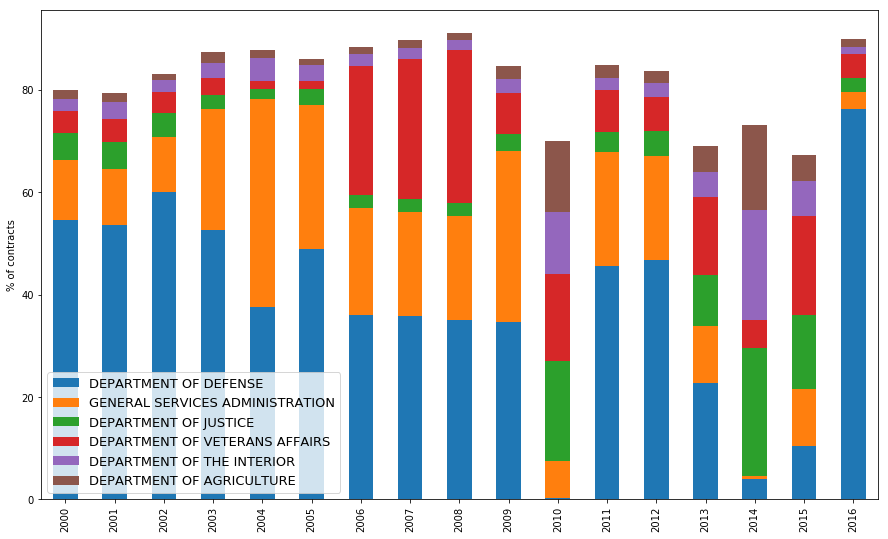 % of contracts
80
60
40
20
0
DEPARTMENT OF DEFENSE
GENERAL SERVICES ADMINISTRATION
DEPARTMENT OF JUSTICE
DEPARTMENT OF VETERANS AFFAIRS
DEPARTMENT OF THE INTERIOR
DEPARTMENT OF AGRICULTURE
2000 2001 2002 2003 2004 2005 2006 2007 2008 2009 2010 2011 2012 2013 2014 2015 2016